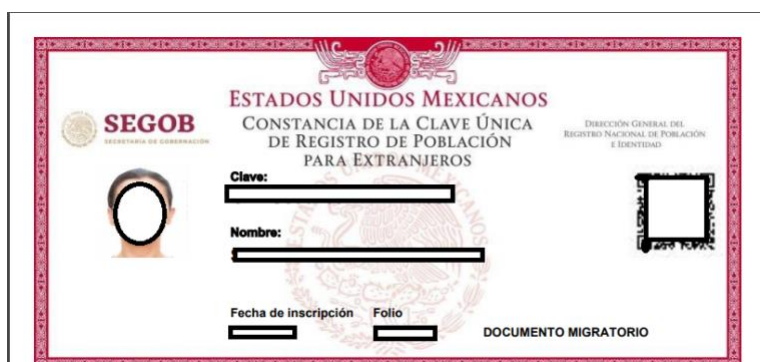 ESTADOS UNIDOS MEXICANOS
SEGOB
SECRETARÍA DE GOBERNACIÓN
CONSTANCIA DE LA CLAVE ÚNICA
DE REGISTRO DE POBLACIÓN
PARA EXTRANJEROS
DIRECCIÓN GENERAL DEL
REGISTRO NACIONAL DE POBLACIÓN
E IDENTIDAD
Clave:
Nombre:
Fecha de inscripción Folio
DOCUMENTO MIGRATORIO